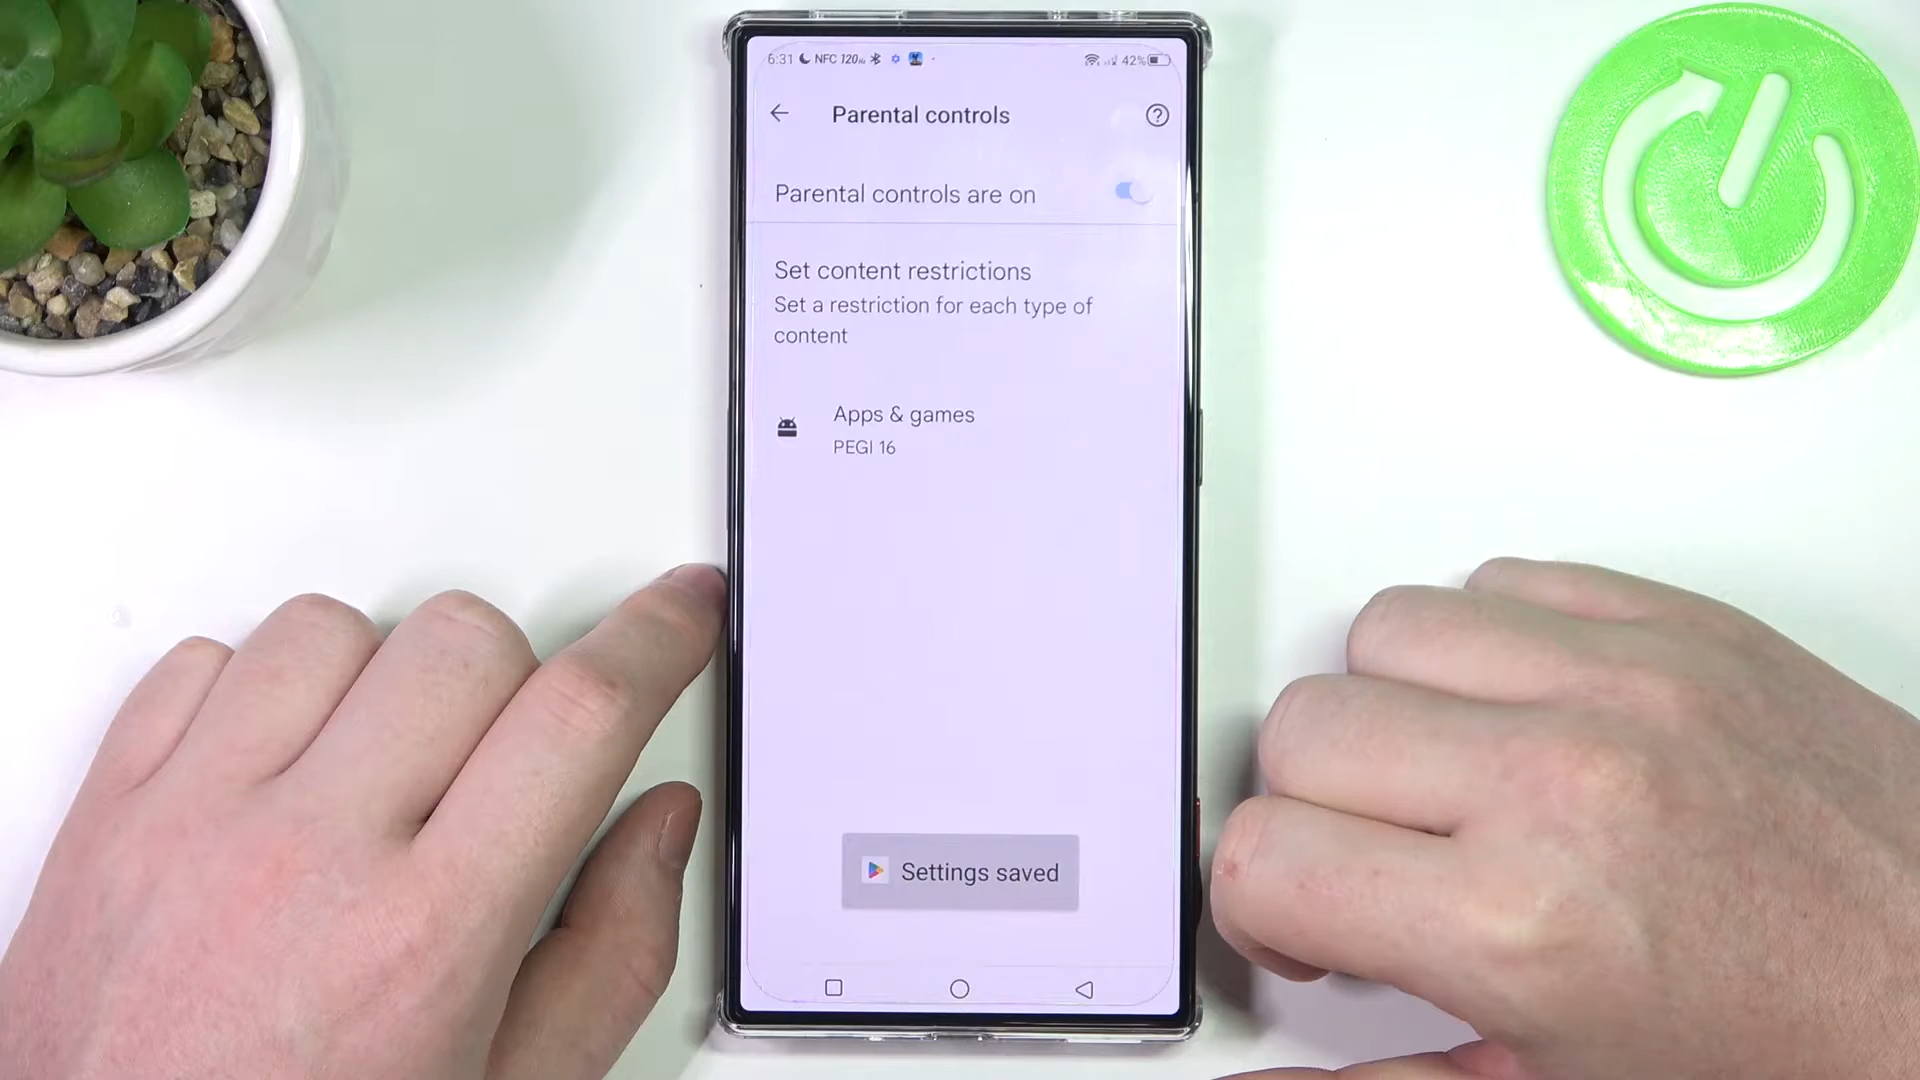 6:31 NFC 120Hz 42%
Parental controls
Parental controls are on
Set content restrictions
Set a restriction for each type of
content
Apps & games
PEGI 16
Settings saved